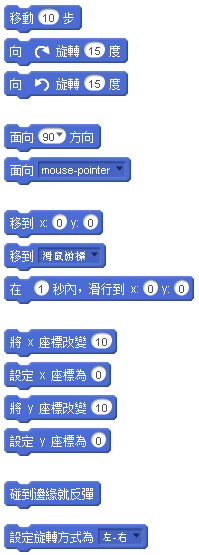 移動 10 步
向 旋轉 15 度
向 旋轉 15 度
面向 90 方向
面向 mouse-pointer
移到 x: 0 y: 0
移到 滑鼠游標
在 1 秒內，滑行到 x: 0 y: 0
將 x 座標改變 10
設定 x 座標為 0
將 y 座標改變 10
設定 y 座標為 0
碰到邊緣就反彈
設定旋轉方式為 左-右